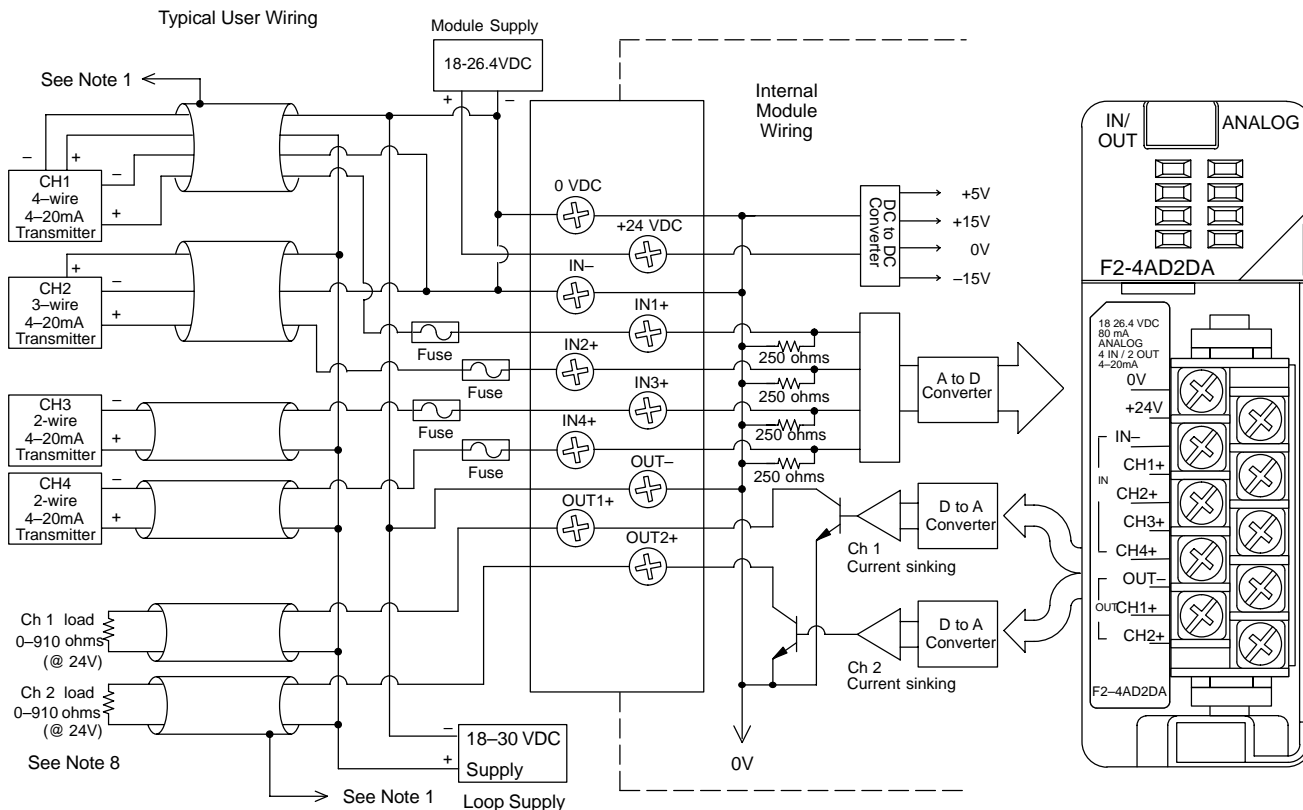 Typical User Wiring
See Note 1
Module Supply
18-26.4VDC
+
–
Internal
Module
Wiring
–
+
–
+
CH1
4–wire
4–20mA
Transmitter
+
–
+
CH2
3–wire
4–20mA
Transmitter
–
+
CH3
2-wire
4–20mA
Transmitter
–
+
CH4
2-wire
4–20mA
Transmitter
Fuse
Fuse
Fuse
Fuse
0 VDC
+24 VDC
IN–
IN1+
IN2+
IN3+
IN4+
OUT–
OUT1+
OUT2+
DC to DC
Converter
+5V
+15V
0V
–15V
250 ohms
250 ohms
250 ohms
250 ohms
A to D
Converter
D to A
Converter
Ch 1
Current sinking
D to A
Converter
Ch 2
Current sinking
0V
Ch 1 load
0–910 ohms
(@ 24V)
Ch 2 load
0–910 ohms
(@ 24V)
See Note 8
See Note 1
–
+
18–30 VDC
Supply
Loop Supply
IN/
OUT
ANALOG
F2-4AD2DA
18 26.4 VDC
80 mA
ANALOG
4 IN / 2 OUT
4–20mA
0V
+24V
IN–
CH1+
IN
CH2+
CH3+
CH4+
OUT–
OUT
CH1+
CH2+
F2–4AD2DA